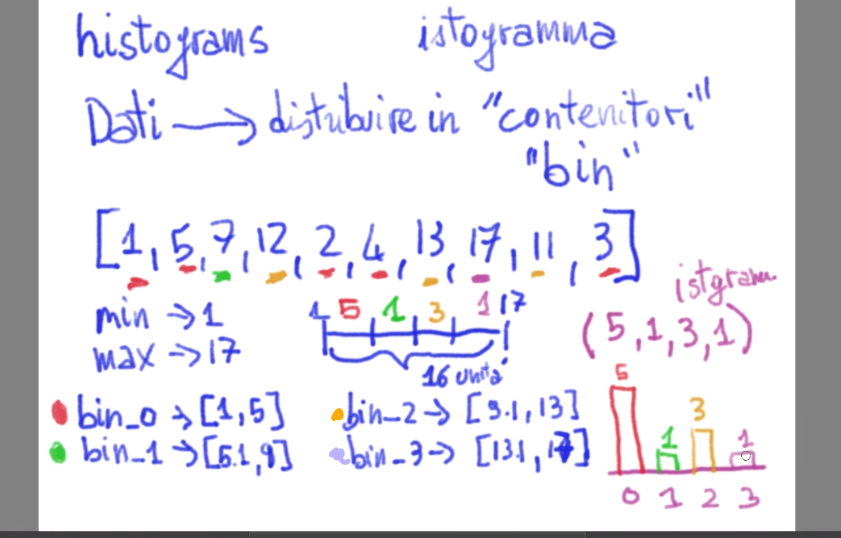 histograms istogramma
Dati → distubuire in "contenitori"
"bin"
[1, 5, 7, 12, 2, 4, 13, 17, 11, 3]
min → 1
max → 17
1 5 1 3 1 17
16 unità
istgram
(5, 1, 3, 1)
bin_0 → [1, 5]
bin_1 → [5.1, 9]
bin_2 → [9.1, 13]
bin_3 → [13.1, 17]
5 1 3 1
0 1 2 3